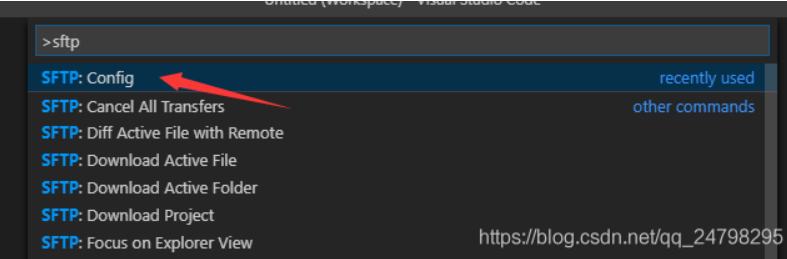 Untitled (Workspace) - Visual Studio Code
>sftp
SFTP: Config recently used
SFTP: Cancel All Transfers other commands
SFTP: Diff Active File with Remote
SFTP: Download Active File
SFTP: Download Active Folder
SFTP: Download Project
SFTP: Focus on Explorer View
https://blog.csdn.net/qq_24798295